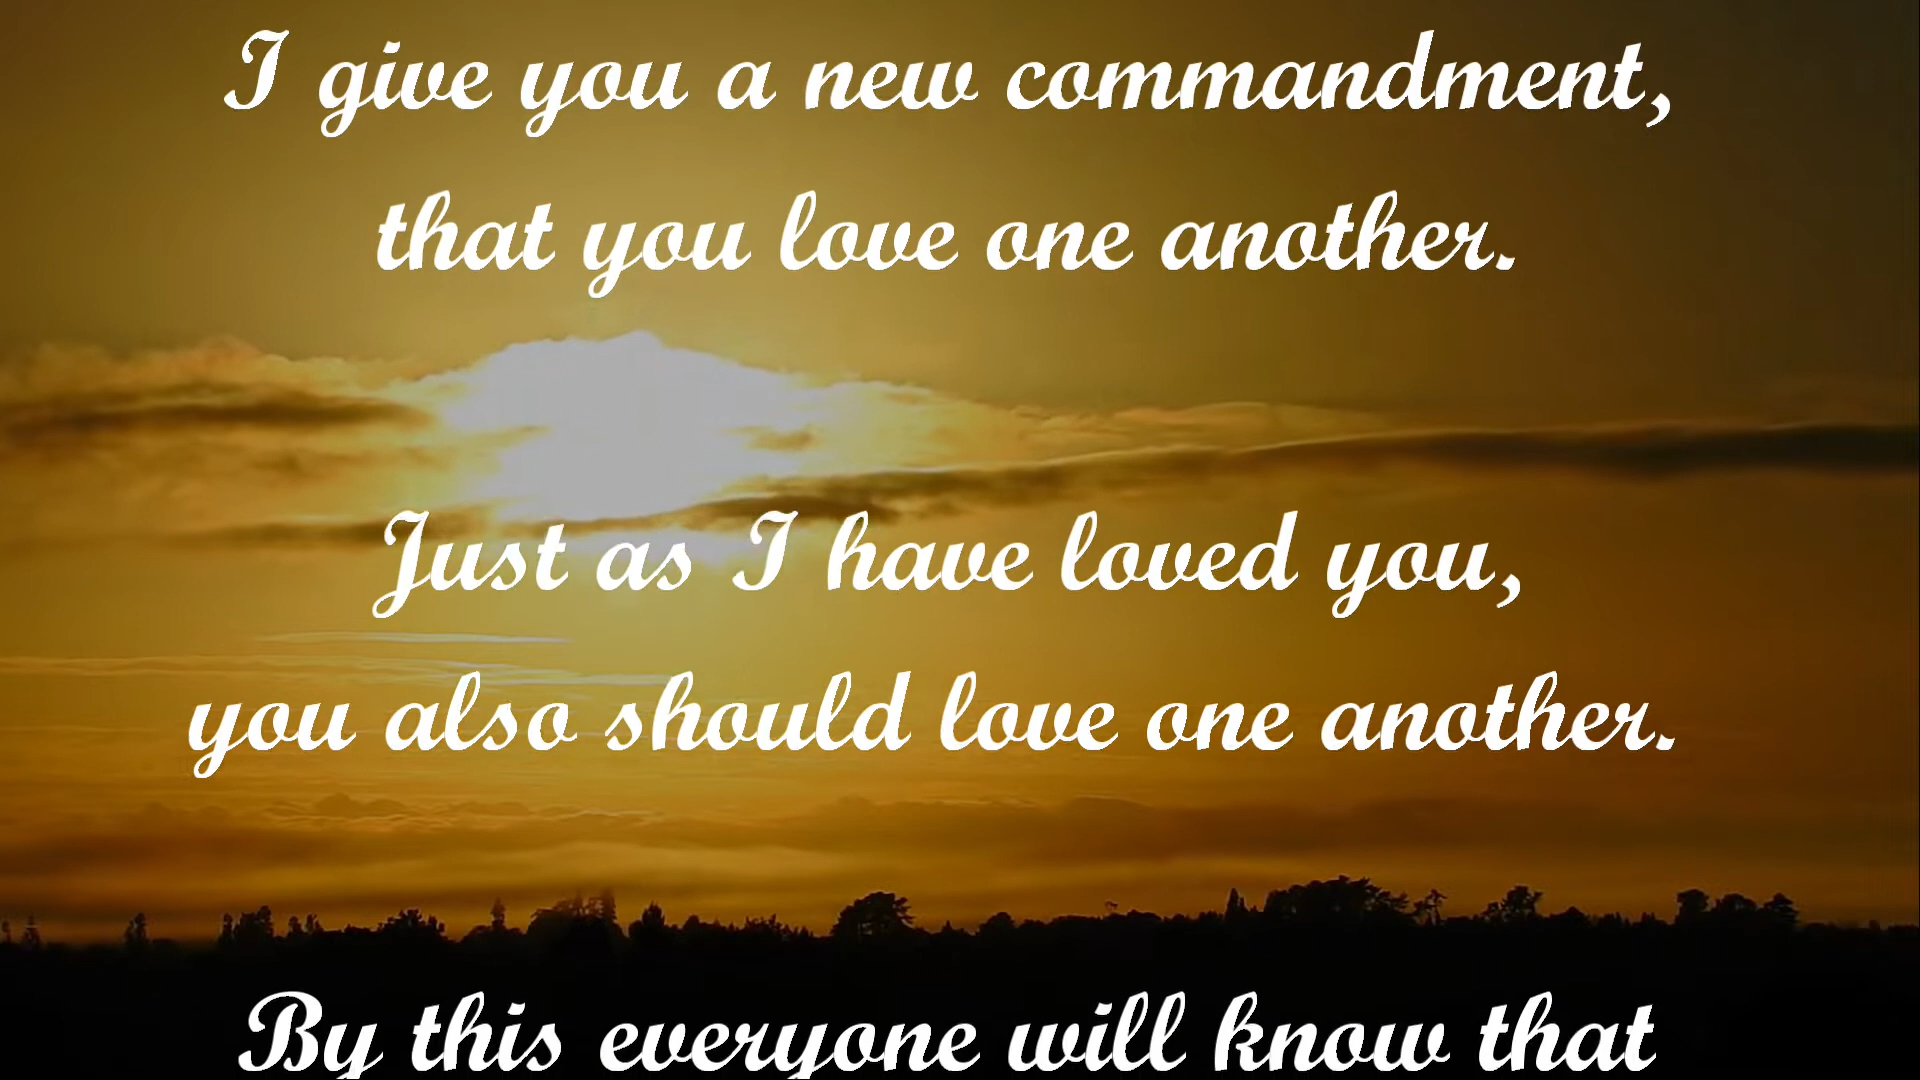 I give you a new commandment,
that you love one another.
Just as I have loved you,
you also should love one another.
By this everyone will know that